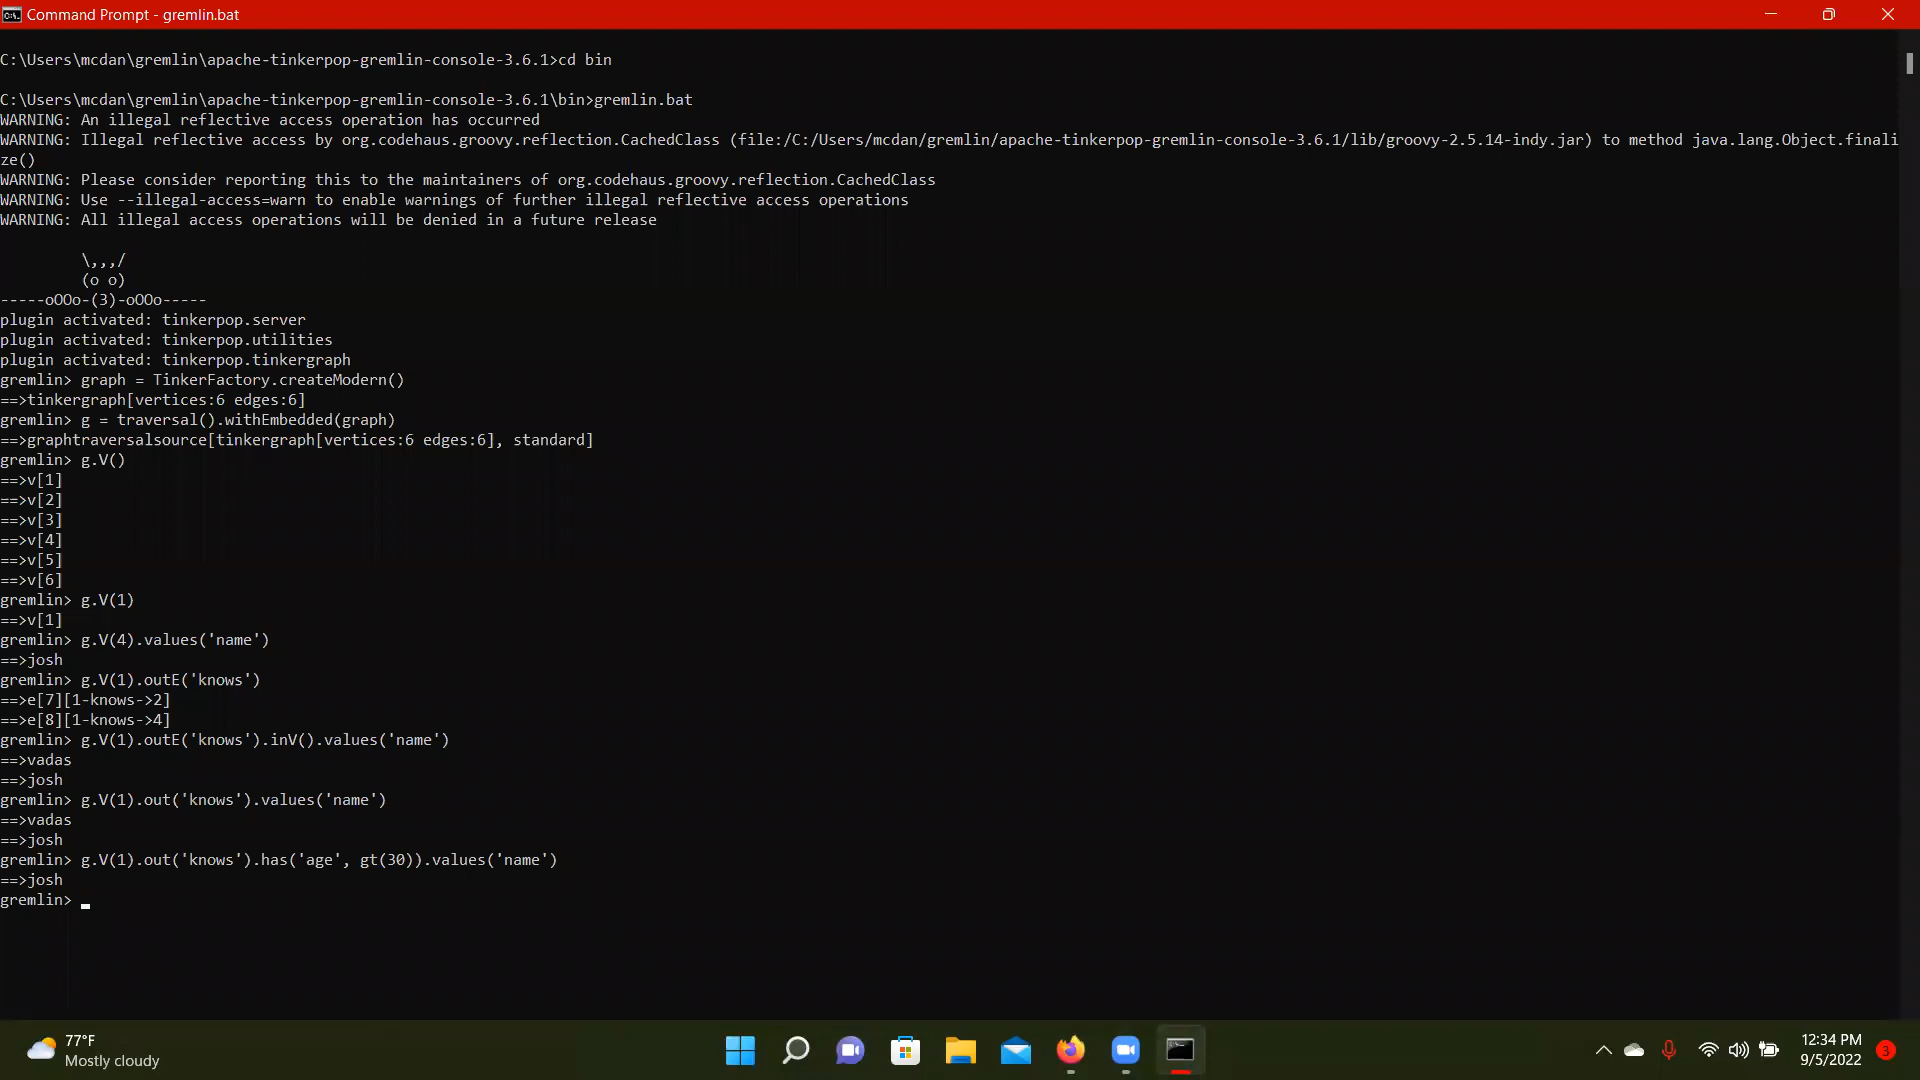 Command Prompt - gremlin.bat
C:\Users\mcdan\gremlin\apache-tinkerpop-gremlin-console-3.6.1>cd bin
C:\Users\mcdan\gremlin\apache-tinkerpop-gremlin-console-3.6.1\bin>gremlin.bat
WARNING: An illegal reflective access operation has occurred
WARNING: Illegal reflective access by org.codehaus.groovy.reflection.CachedClass (file:/C:/Users/mcdan/gremlin/apache-tinkerpop-gremlin-console-3.6.1/lib/groovy-2.5.14-indy.jar) to method java.lang.Object.finali
ze()
WARNING: Please consider reporting this to the maintainers of org.codehaus.groovy.reflection.CachedClass
WARNING: Use --illegal-access=warn to enable warnings of further illegal reflective access operations
WARNING: All illegal access operations will be denied in a future release
         \,,,/
         (o o)
-----oOOo-(3)-oOOo-----
plugin activated: tinkerpop.server
plugin activated: tinkerpop.utilities
plugin activated: tinkerpop.tinkergraph
gremlin> graph = TinkerFactory.createModern()
==>tinkergraph[vertices:6 edges:6]
gremlin> g = traversal().withEmbedded(graph)
==>graphtraversalsource[tinkergraph[vertices:6 edges:6], standard]
gremlin> g.V()
==>v[1]
==>v[2]
==>v[3]
==>v[4]
==>v[5]
==>v[6]
gremlin> g.V(1)
==>v[1]
gremlin> g.V(4).values('name')
==>josh
gremlin> g.V(1).outE('knows')
==>e[7][1-knows->2]
==>e[8][1-knows->4]
gremlin> g.V(1).outE('knows').inV().values('name')
==>vadas
==>josh
gremlin> g.V(1).out('knows').values('name')
==>vadas
==>josh
gremlin> g.V(1).out('knows').has('age', gt(30)).values('name')
==>josh
gremlin>
77°F
Mostly cloudy
12:34 PM
9/5/2022
3